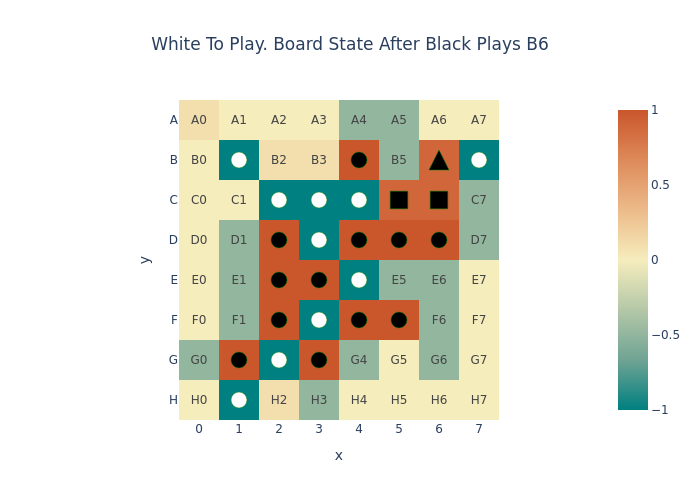 White To Play. Board State After Black Plays B6
A A0 A1 A2 A3 A4 A5 A6 A7
B B0 B2 B3 B5
C C0 C1 C7
D D0 D1 D7
E E0 E1 E5 E6 E7
F F0 F1 F6 F7
G G0 G4 G5 G6 G7
H H0 H2 H3 H4 H5 H6 H7
0 1 2 3 4 5 6 7
x
y
1
0.5
0
−0.5
−1